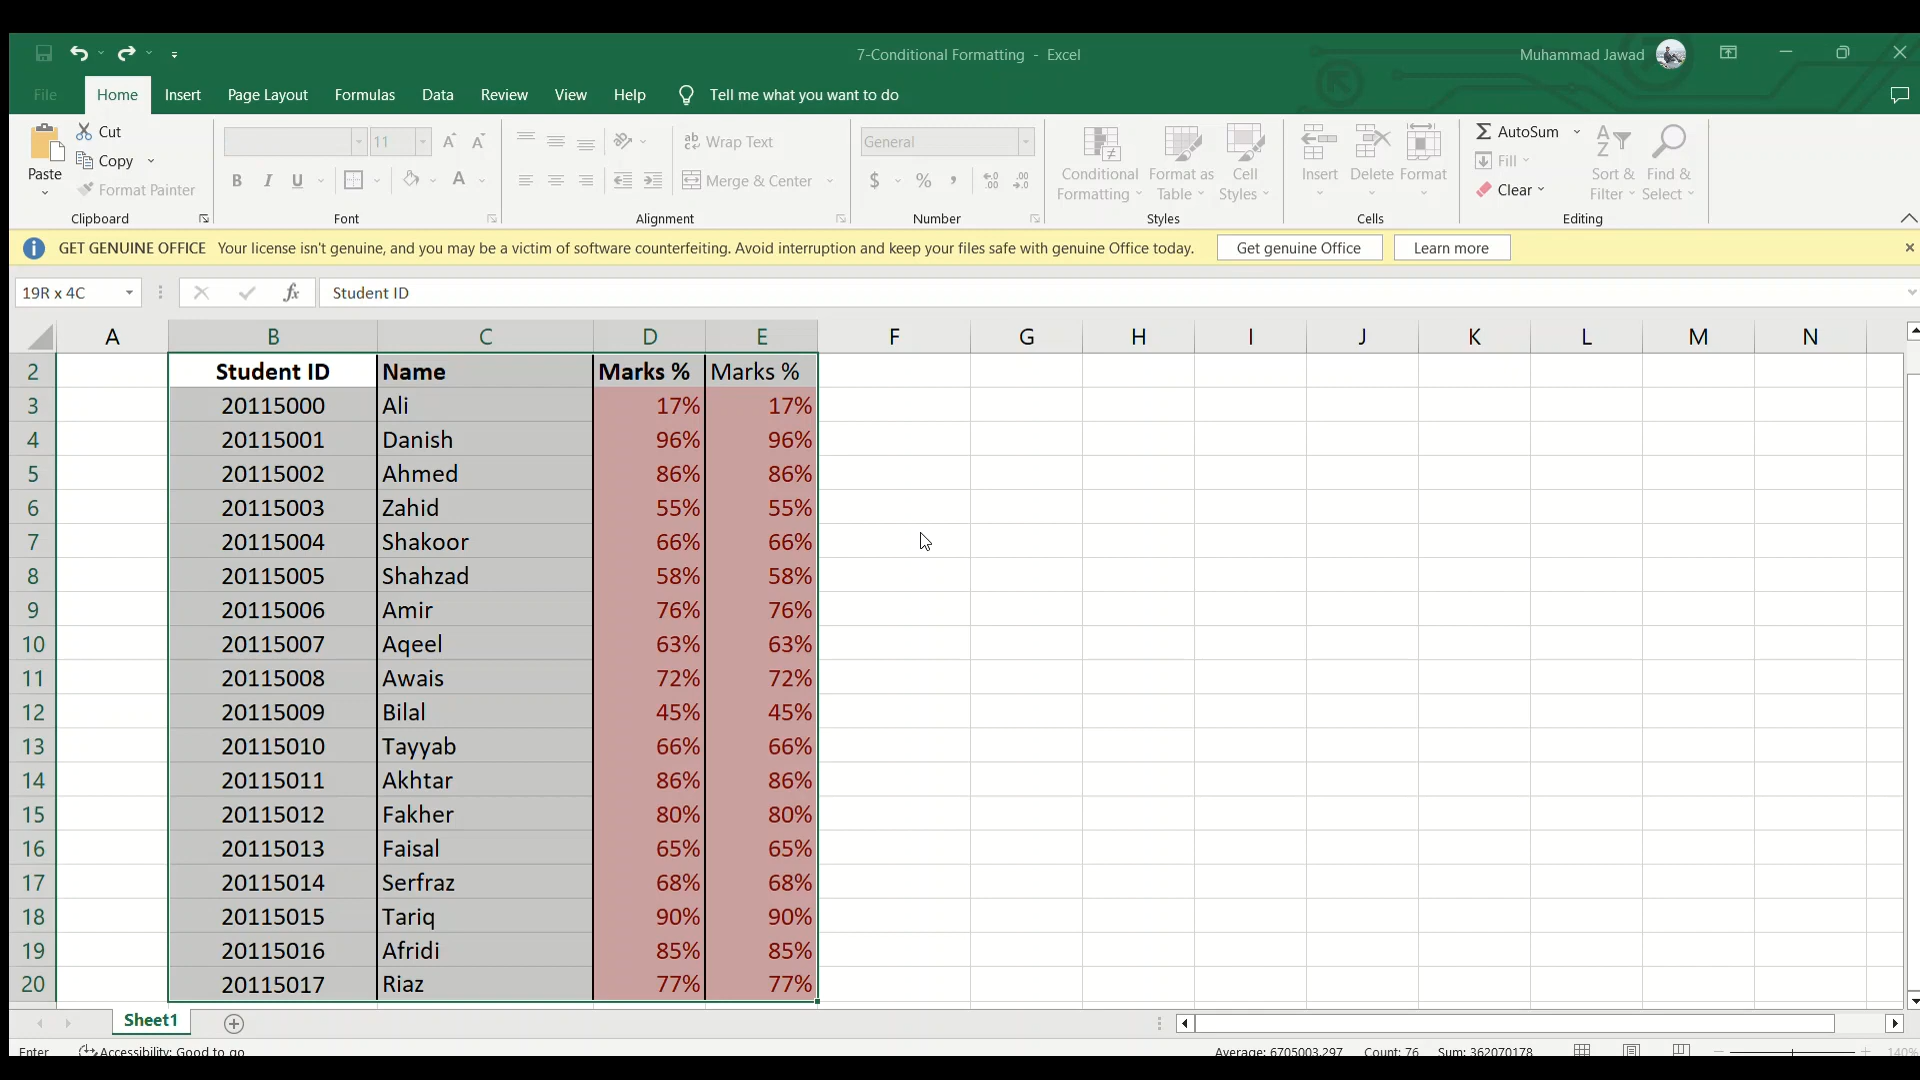 7-Conditional Formatting - Excel
Muhammad Jawad
File Home Insert Page Layout Formulas Data Review View Help Tell me what you want to do
Paste
Cut
Copy
Format Painter
Clipboard
11
B I U
Font
Wrap Text
Merge & Center
Alignment
General
$ % ,
Number
Conditional Formatting
Format as Table
Cell Styles
Styles
Insert Delete Format
Cells
AutoSum
Fill
Clear
Sort & Filter
Find & Select
Editing
GET GENUINE OFFICE Your license isn't genuine, and you may be a victim of software counterfeiting. Avoid interruption and keep your files safe with genuine Office today. Get genuine Office Learn more
19R x 4C fx Student ID
A B C D E F G H I J K L M N
2 Student ID Name Marks % Marks %
3 20115000 Ali 17% 17%
4 20115001 Danish 96% 96%
5 20115002 Ahmed 86% 86%
6 20115003 Zahid 55% 55%
7 20115004 Shakoor 66% 66%
8 20115005 Shahzad 58% 58%
9 20115006 Amir 76% 76%
10 20115007 Aqeel 63% 63%
11 20115008 Awais 72% 72%
12 20115009 Bilal 45% 45%
13 20115010 Tayyab 66% 66%
14 20115011 Akhtar 86% 86%
15 20115012 Fakher 80% 80%
16 20115013 Faisal 65% 65%
17 20115014 Serfraz 68% 68%
18 20115015 Tariq 90% 90%
19 20115016 Afridi 85% 85%
20 20115017 Riaz 77% 77%
Sheet1
Enter Accessibility: Good to go Average: 6705003.297 Count: 76 Sum: 362070178 140%